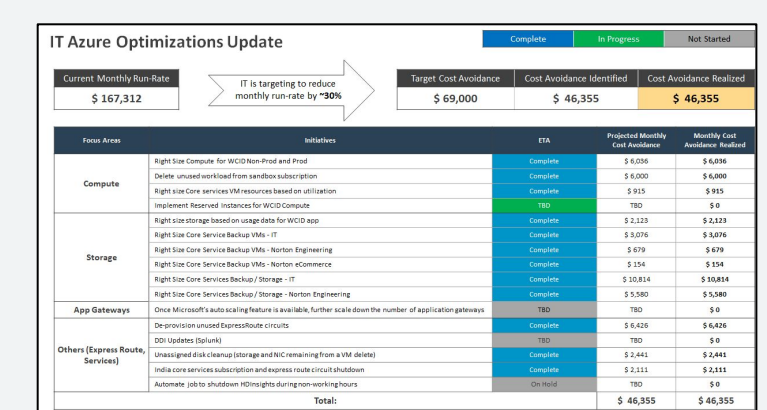 IT Azure Optimizations Update
Complete In Progress Not Started
Current Monthly Run-Rate
$ 167,312
IT is targeting to reduce
monthly run-rate by ~30%
Target Cost Avoidance Cost Avoidance Identified Cost Avoidance Realized
$ 69,000 $ 46,355 $ 46,355
Focus Areas Initiatives ETA Projected Monthly Cost Avoidance Monthly Cost Avoidance Realized
Compute
Right Size Compute for WCID Non-Prod and Prod Complete $ 6,036 $ 6,036
Delete unused workload from sandbox subscription Complete $ 6,000 $ 6,000
Right size Core services VM resources based on utilization Complete $ 915 $ 915
Implement Reserved Instances for WCID Compute TBD TBD $ 0
Storage
Right size storage based on usage data for WCID app Complete $ 2,123 $ 2,123
Right Size Core Service Backup VMs - IT Complete $ 3,076 $ 3,076
Right Size Core Service Backup VMs - Norton Engineering Complete $ 679 $ 679
Right Size Core Service Backup VMs - Norton eCommerce Complete $ 154 $ 154
Right Size Core Services Backup / Storage - IT Complete $ 10,814 $ 10,814
Right Size Core Services Backup / Storage - Norton Engineering Complete $ 5,580 $ 5,580
App Gateways Once Microsoft's auto scaling feature is available, further scale down the number of application gateways TBD TBD $ 0
Others (Express Route, Services)
De-provision unused ExpressRoute circuits Complete $ 6,426 $ 6,426
DDI Updates (Splunk) TBD TBD $ 0
Unassigned disk cleanup (storage and NIC remaining from a VM delete) Complete $ 2,441 $ 2,441
India core services subscription and express route circuit shutdown Complete $ 2,111 $ 2,111
Automate job to shutdown HDInsights during non-working hours On Hold TBD $ 0
Total: $ 46,355 $ 46,355